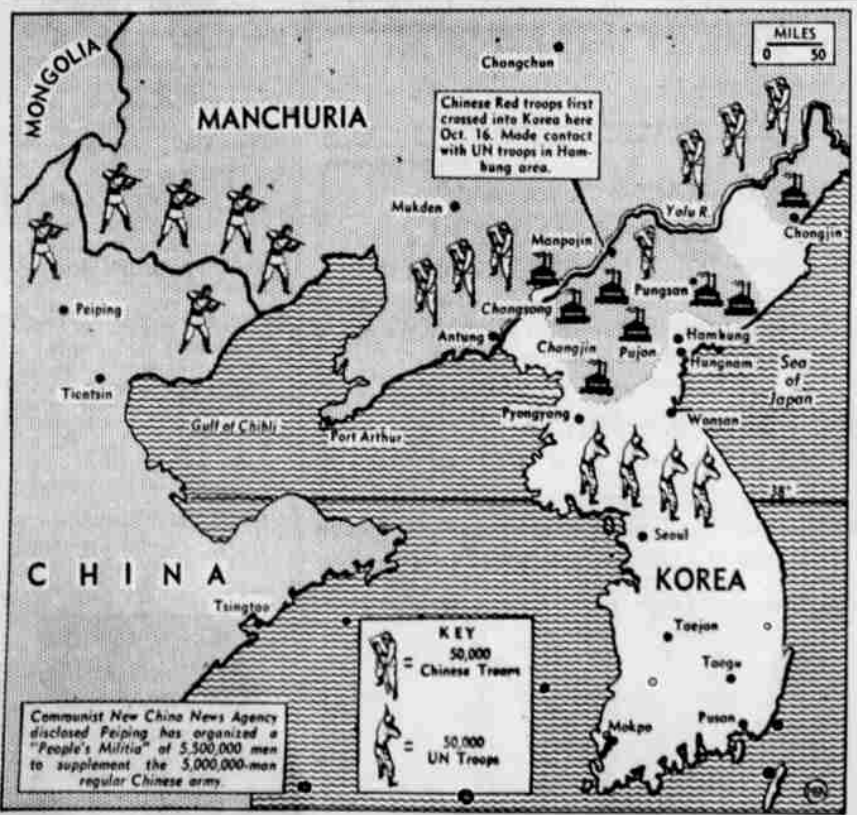 MONGOLIA
MANCHURIA
Chongchun
MILES
0 50
Chinese Red troops first
crossed into Korea here
Oct. 16. Made contact
with UN troops in Ham-
hung area.
Mukden
Yalu R.
Manpojin
Chongjin
Peiping
Pungsan
Changsong
Antung
Changjin
Pujon
Hamkung
Hungnam
Sea
of
Japan
Tientsin
Gulf of Chihli
Port Arthur
Pyongyang
Wonsan
38°
Seoul
CHINA
KOREA
Tsingtao
Taejon
Taegu
Mokpo
Pusan
KEY
= 50,000
Chinese Troops
= 50,000
UN Troops
Communist New China News Agency
disclosed Peiping has organized a
"People's Militia" of 5,500,000 men
to supplement the 5,000,000-man
regular Chinese army.